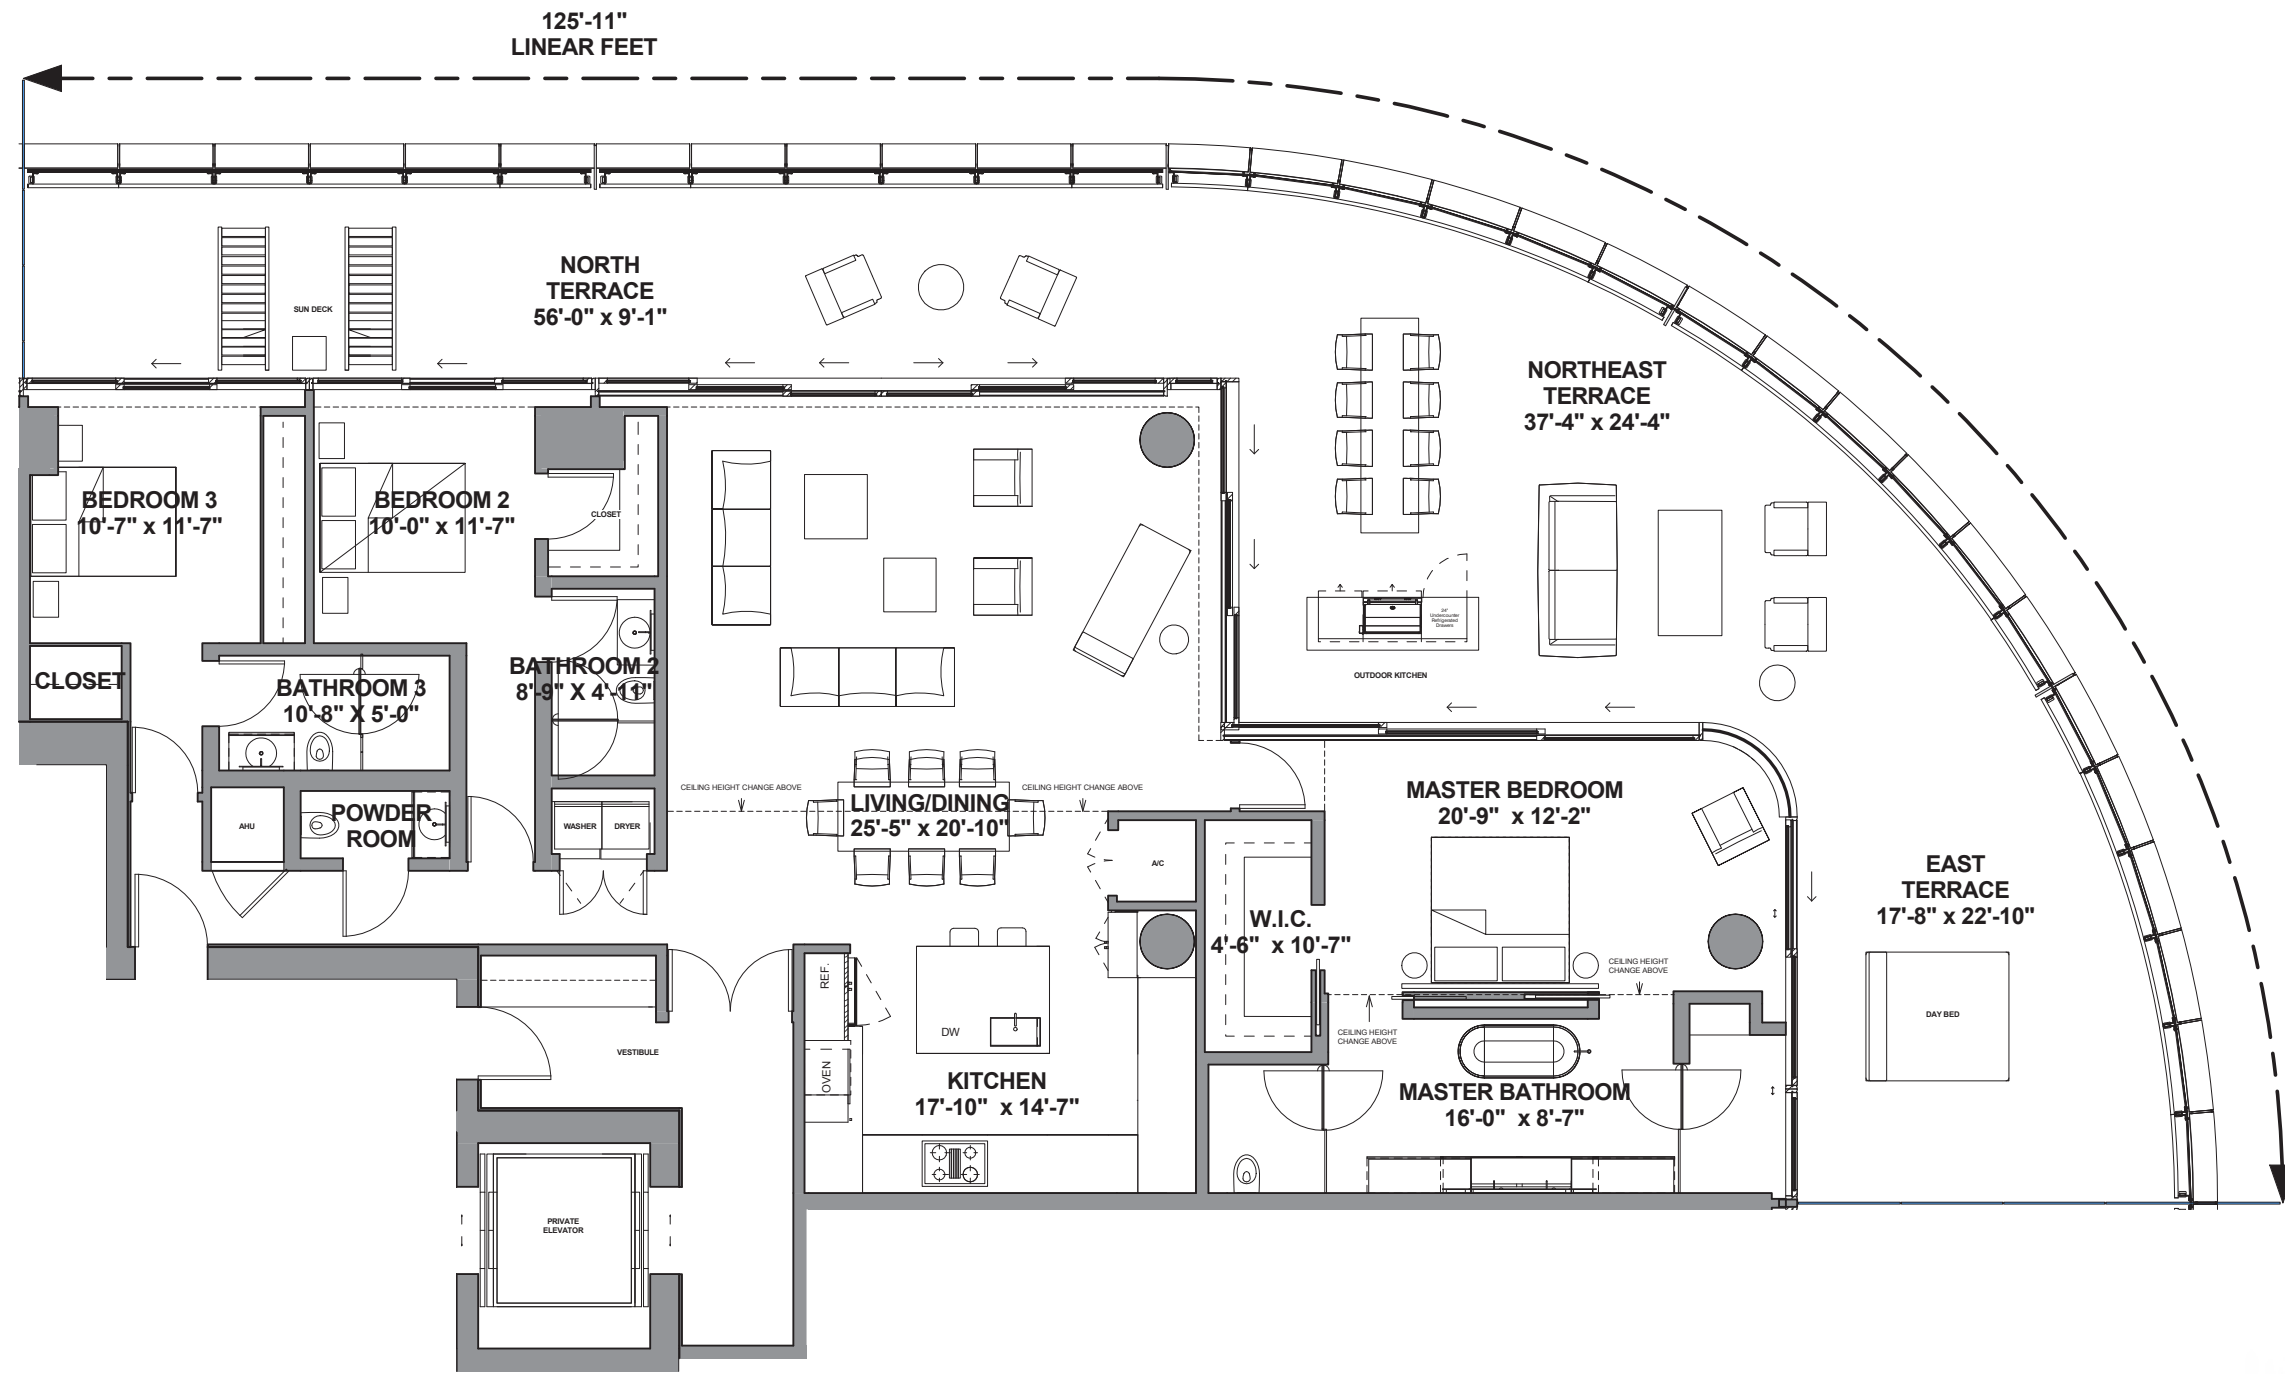 125'-11"
LINEAR FEET
NORTH
TERRACE
56'-0" x 9'-1"
SUN DECK
NORTHEAST
TERRACE
37'-4" x 24'-4"
BEDROOM 3
10'-7" x 11'-7"
BEDROOM 2
10'-0" x 11'-7"
CLOSET
24"
Undercounter
Refrigerated
Drawers
OUTDOOR KITCHEN
CLOSET
BATHROOM 3
10'-8" X 5'-0"
BATHROOM 2
8'-9" X 4'-11"
CEILING HEIGHT CHANGE ABOVE
CEILING HEIGHT CHANGE ABOVE
LIVING/DINING
25'-5" x 20'-10"
MASTER BEDROOM
20'-9" x 12'-2"
POWDER
ROOM
AHU
WASHER
DRYER
A/C
EAST
TERRACE
17'-8" x 22'-10"
W.I.C.
4'-6" x 10'-7"
CEILING HEIGHT
CHANGE ABOVE
REF.
DW
CEILING HEIGHT
CHANGE ABOVE
DAY BED
VESTIBULE
OVEN
KITCHEN
17'-10" x 14'-7"
MASTER BATHROOM
16'-0" x 8'-7"
PRIVATE
ELEVATOR